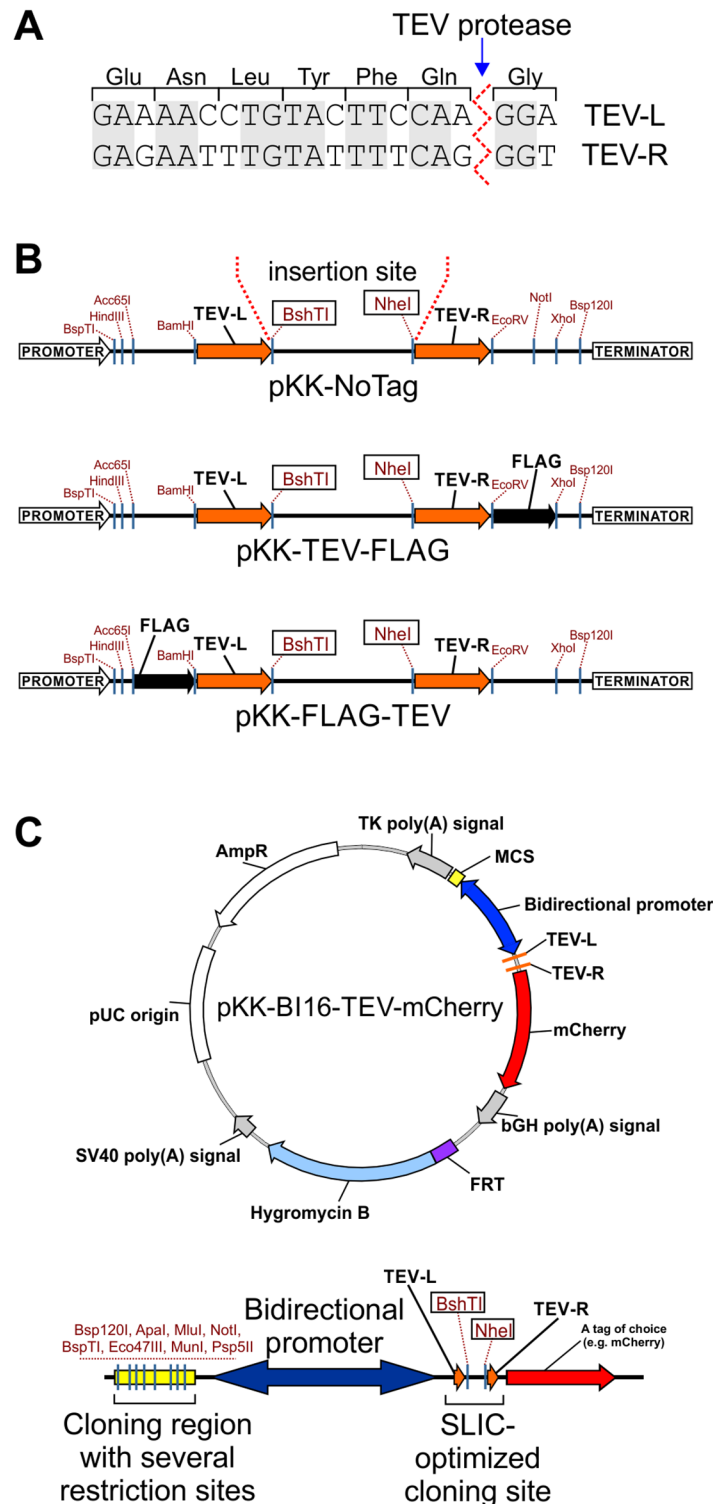 A
TEV protease
Glu Asn Leu Tyr Phe Gln Gly
GAAAACCTGTACTTCCAA GGA TEV-L
GAGAATTTGTATTTTCAG GGT TEV-R
B
insertion site
Acc65I
HindIII
BspTI
BamHI
TEV-L
BshTI
NheI
TEV-R
EcoRV
NotI
XhoI
Bsp120I
PROMOTER
TERMINATOR
pKK-NoTag
Acc65I
HindIII
BspTI
BamHI
TEV-L
BshTI
NheI
TEV-R
EcoRV
FLAG
XhoI
Bsp120I
PROMOTER
TERMINATOR
pKK-TEV-FLAG
Acc65I
HindIII
BspTI
FLAG
BamHI
TEV-L
BshTI
NheI
TEV-R
EcoRV
XhoI
Bsp120I
PROMOTER
TERMINATOR
pKK-FLAG-TEV
C
TK poly(A) signal
AmpR
MCS
Bidirectional promoter
TEV-L
TEV-R
pUC origin
pKK-BI16-TEV-mCherry
mCherry
bGH poly(A) signal
SV40 poly(A) signal
FRT
Hygromycin B
TEV-L
BshTI
TEV-R
NheI
Bsp120I, ApaI, MluI, NotI,
BspTI, Eco47III, MunI, Psp5II
Bidirectional
promoter
A tag of choice
(e.g. mCherry)
Cloning region
with several
restriction sites
SLIC-
optimized
cloning site